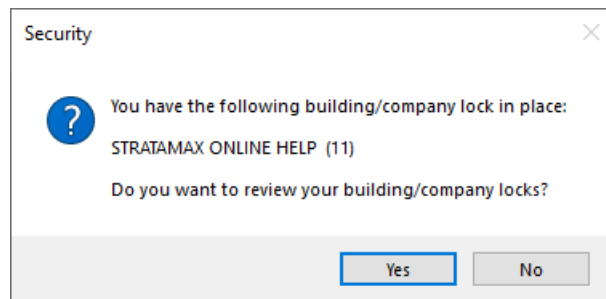 Security
You have the following building/company lock in place:
STRATAMAX ONLINE HELP (11)
Do you want to review your building/company locks?
Yes
No